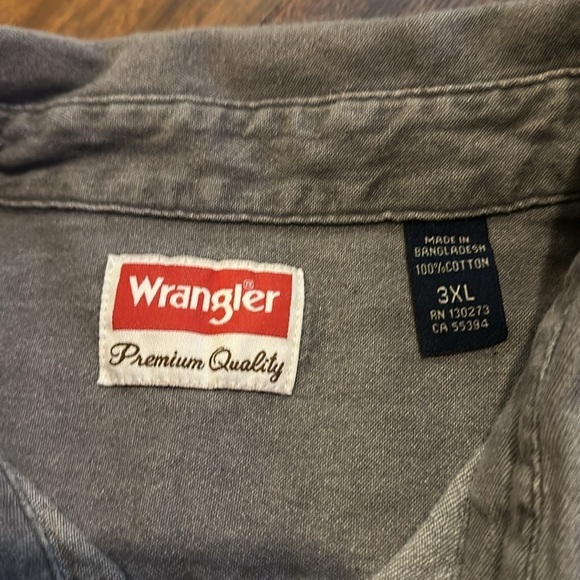 Wrangler®
Premium Quality
MADE IN
BANGLADESH
100% COTTON
3XL
RN 130273
CA 55394